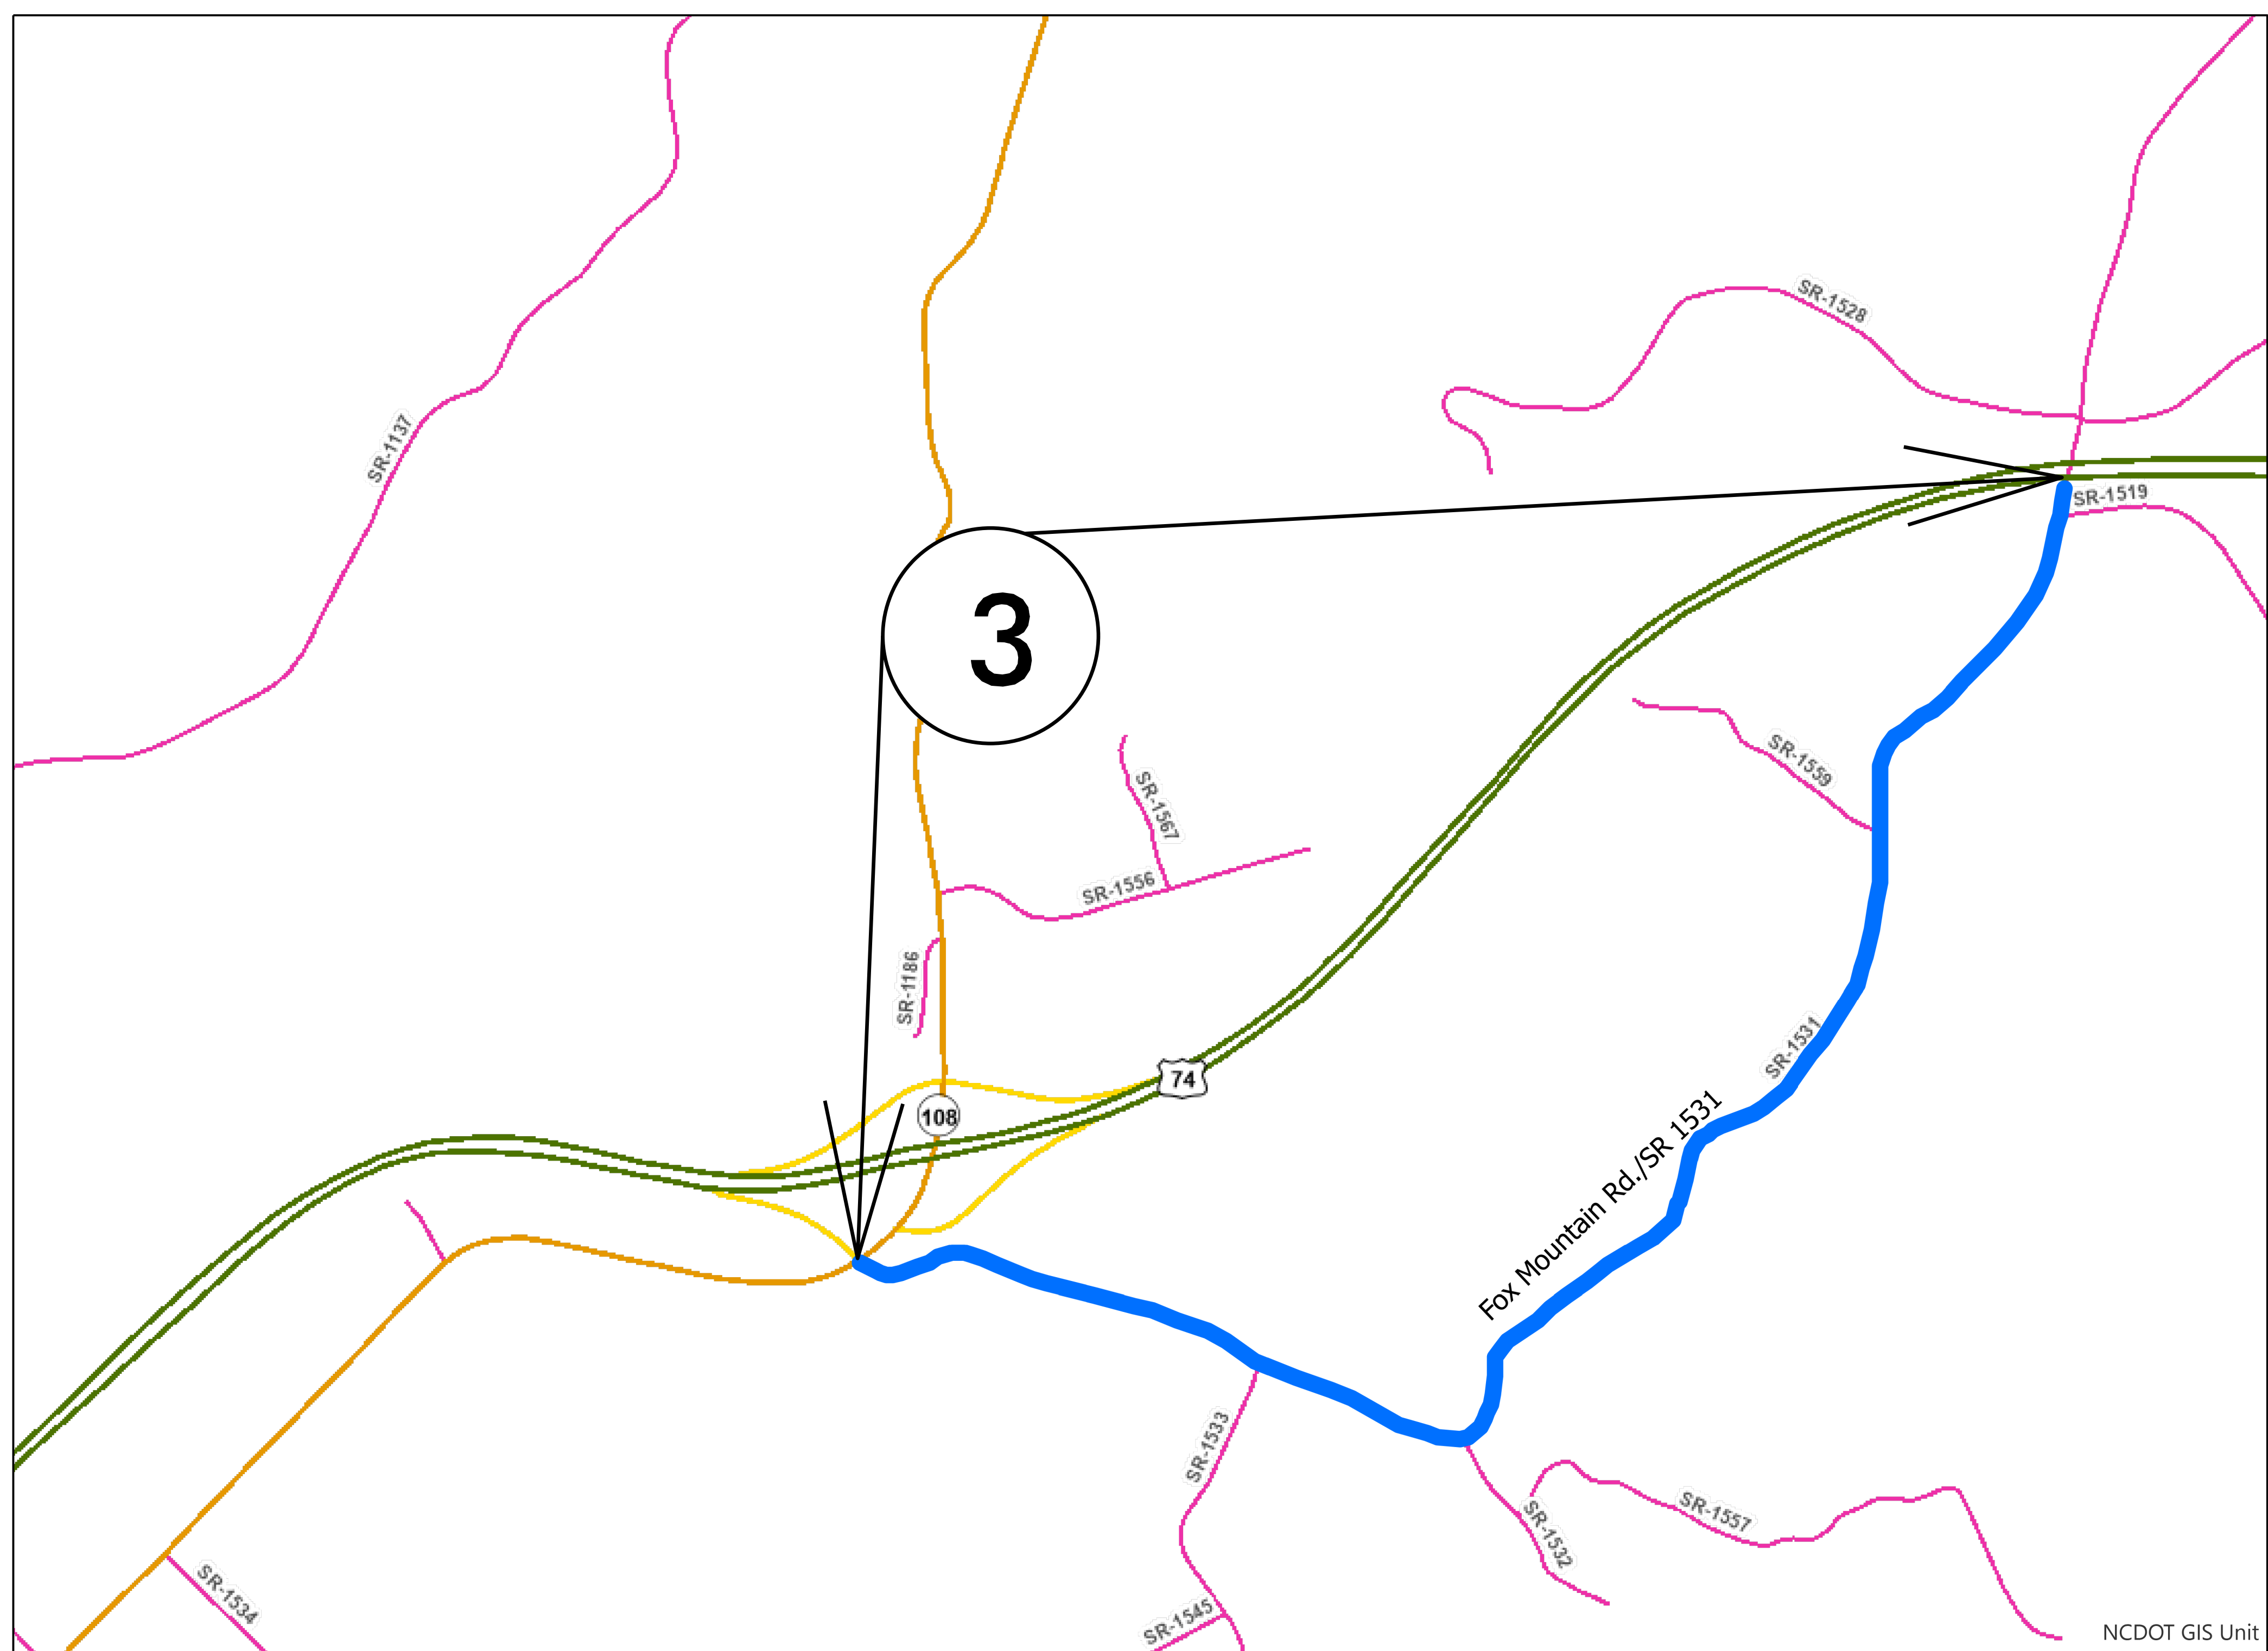 SR-1528
SR-1137
SR-1519
3
SR-1559
SR-1567
SR-1556
SR-1186
SR-1531
74
108
Fox Mountain Rd./SR 1531
SR-1533
SR-1557
SR-1532
SR-1534
SR-1545
NCDOT GIS Unit